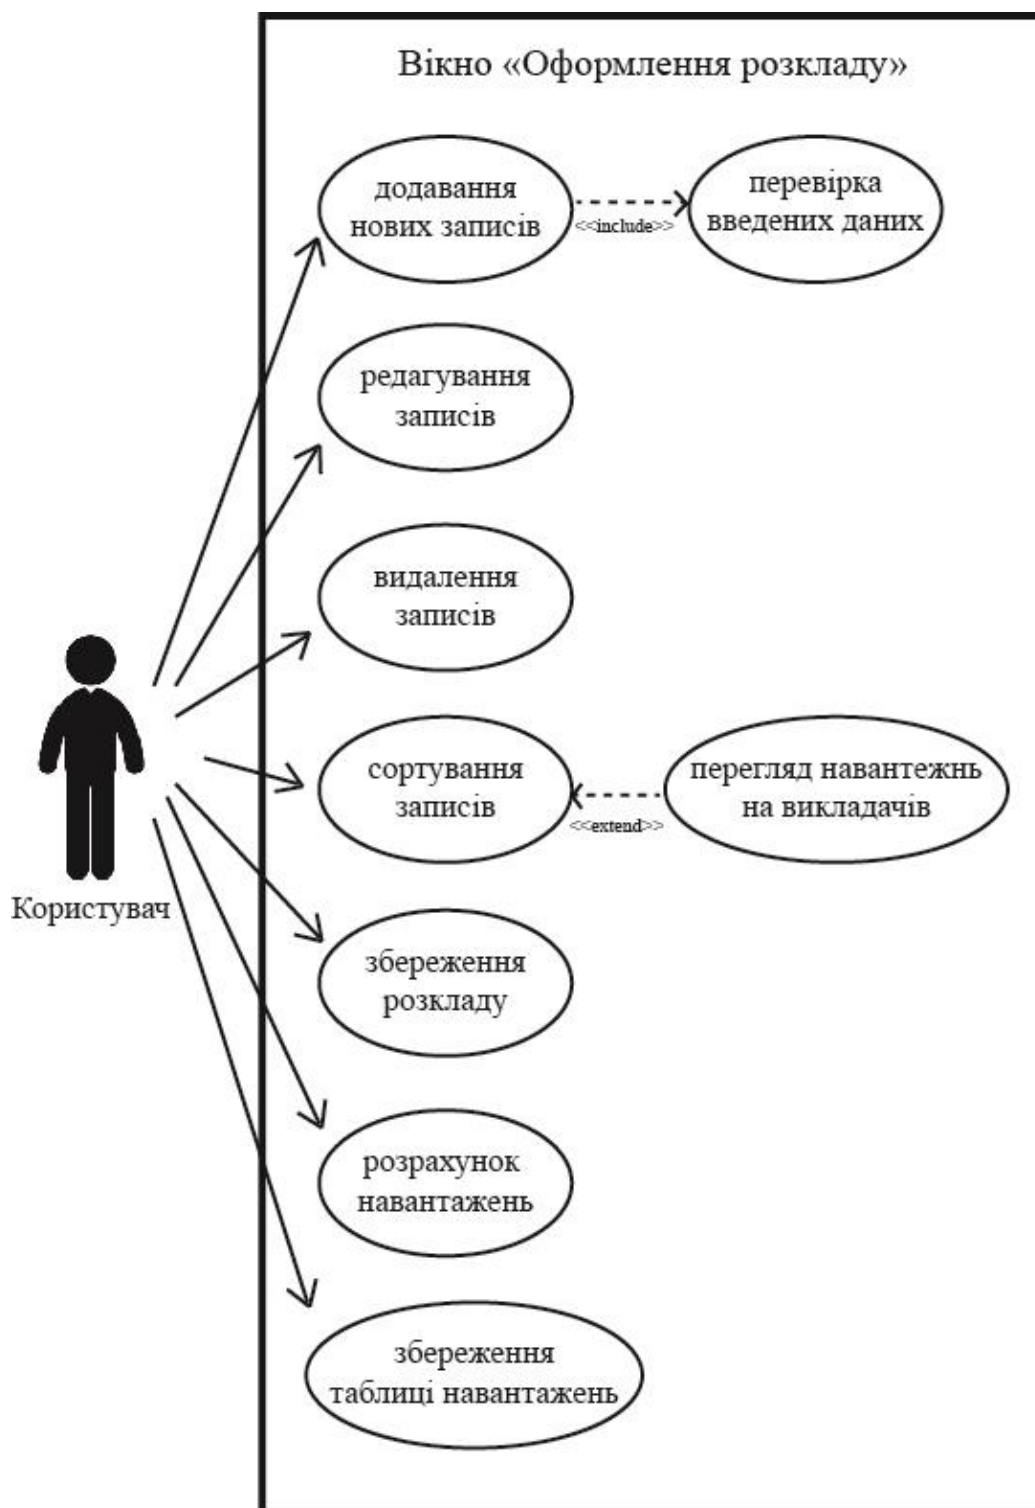 Вікно «Оформлення розкладу»
додавання
нових записів
<<include>>
перевірка
введених даних
редагування
записів
видалення
записів
сортування
записів
<<extend>>
перегляд навантежнь
на викладачів
Користувач
збереження
розкладу
розрахунок
навантажень
збереження
таблиці навантажень